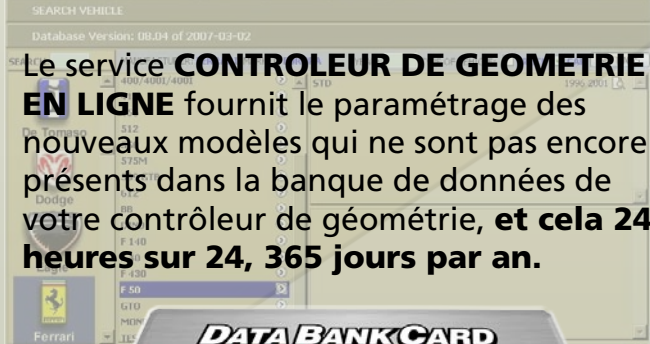 SEARCH VEHICLE
Database Version: 08.04 of 2007-03-02
Le service CONTROLEUR DE GEOMETRIE
EN LIGNE fournit le paramétrage des
nouveaux modèles qui ne sont pas encore
présents dans la banque de données de
votre contrôleur de géométrie, et cela 24
heures sur 24, 365 jours par an.
400/400i/4001
STD
1996 2001
De Tomaso
512
575M
Dodge
F 140
F 430
F 50
GTO
Ferrari
DATA BANK CARD